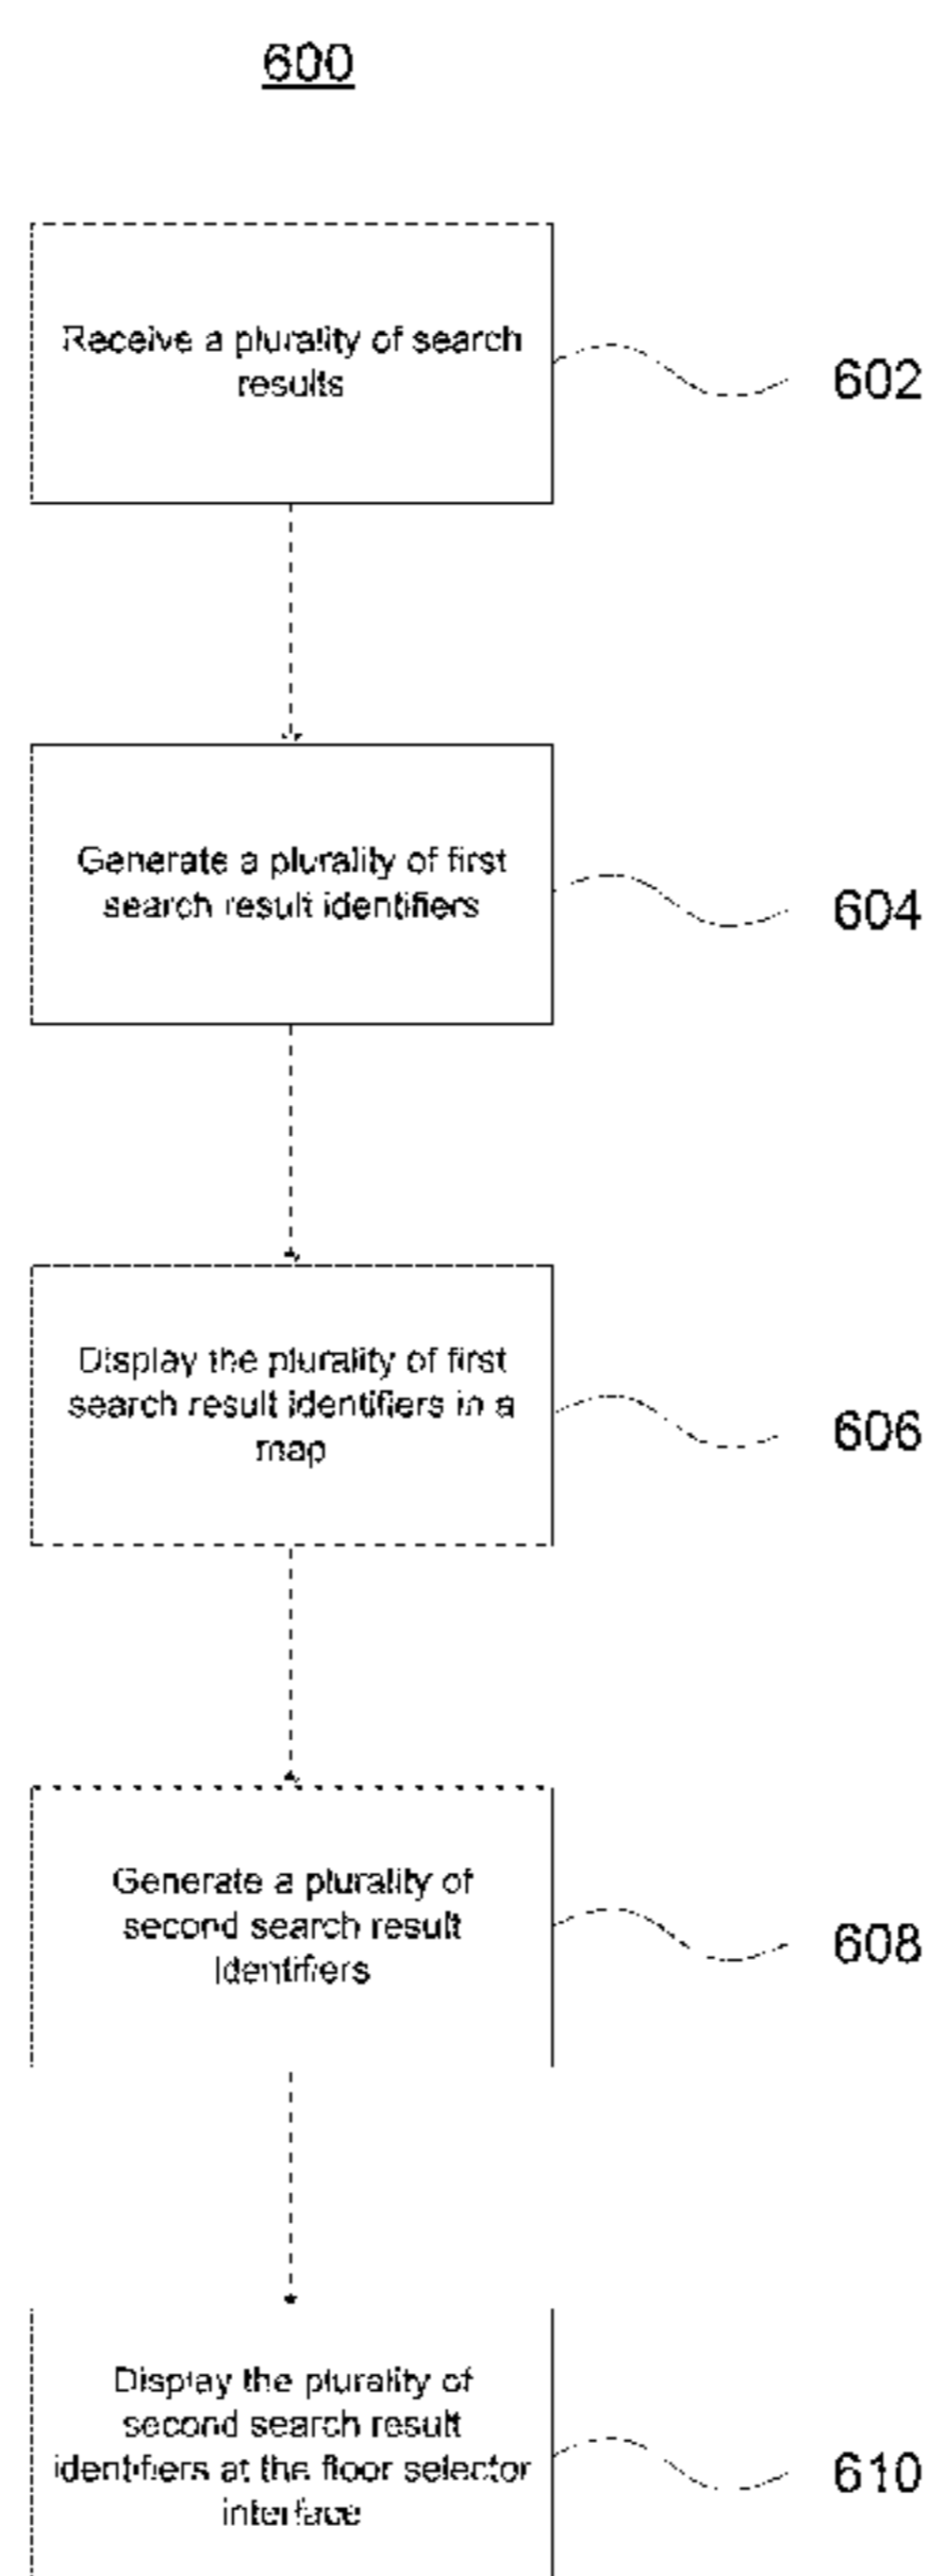 600
Receive a plurality of search
results
602
Generate a plurality of first
search result identifiers
604
Display the plurality of first
search result identifiers in a
map
606
Generate a plurality of
second search result
identifiers
608
Display the plurality of
second search result
identifiers at the floor selector
interface
610